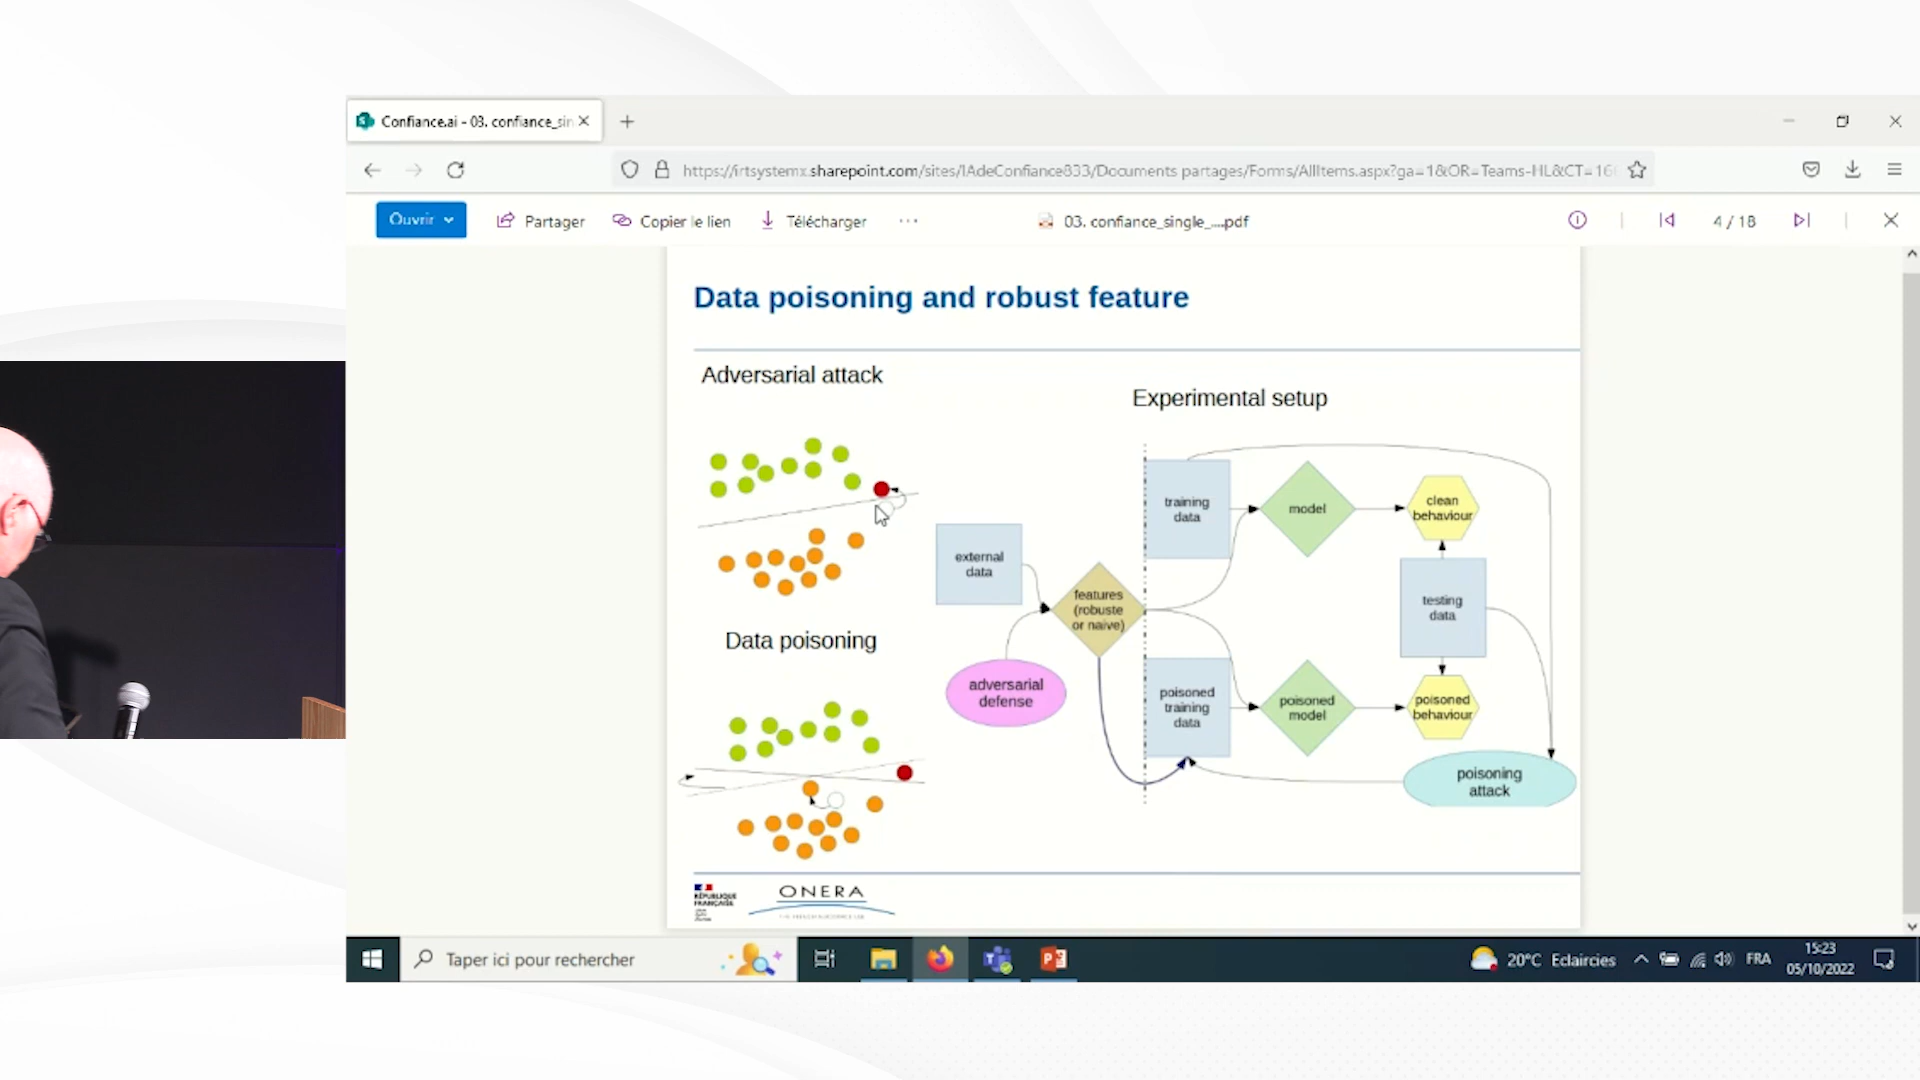 Confiance.ai - 03. confiance_sin
https://irtsystemx.sharepoint.com/sites/IAdeConfiance833/Documents partages/Forms/AllItems.aspx?ga=1&OR=Teams-HL&CT=16
Ouvrir
Partager
Copier le lien
Télécharger
03. confiance_single_....pdf
4 / 18
Data poisoning and robust feature
Adversarial attack
Experimental setup
training
data
model
clean
behaviour
external
data
features
(robuste
or naive)
testing
data
Data poisoning
adversarial
defense
poisoned
training
data
poisoned
model
poisoned
behaviour
poisoning
attack
RÉPUBLIQUE
FRANÇAISE
ONERA
Taper ici pour rechercher
20°C Eclaircies
FRA
15:23
05/10/2022